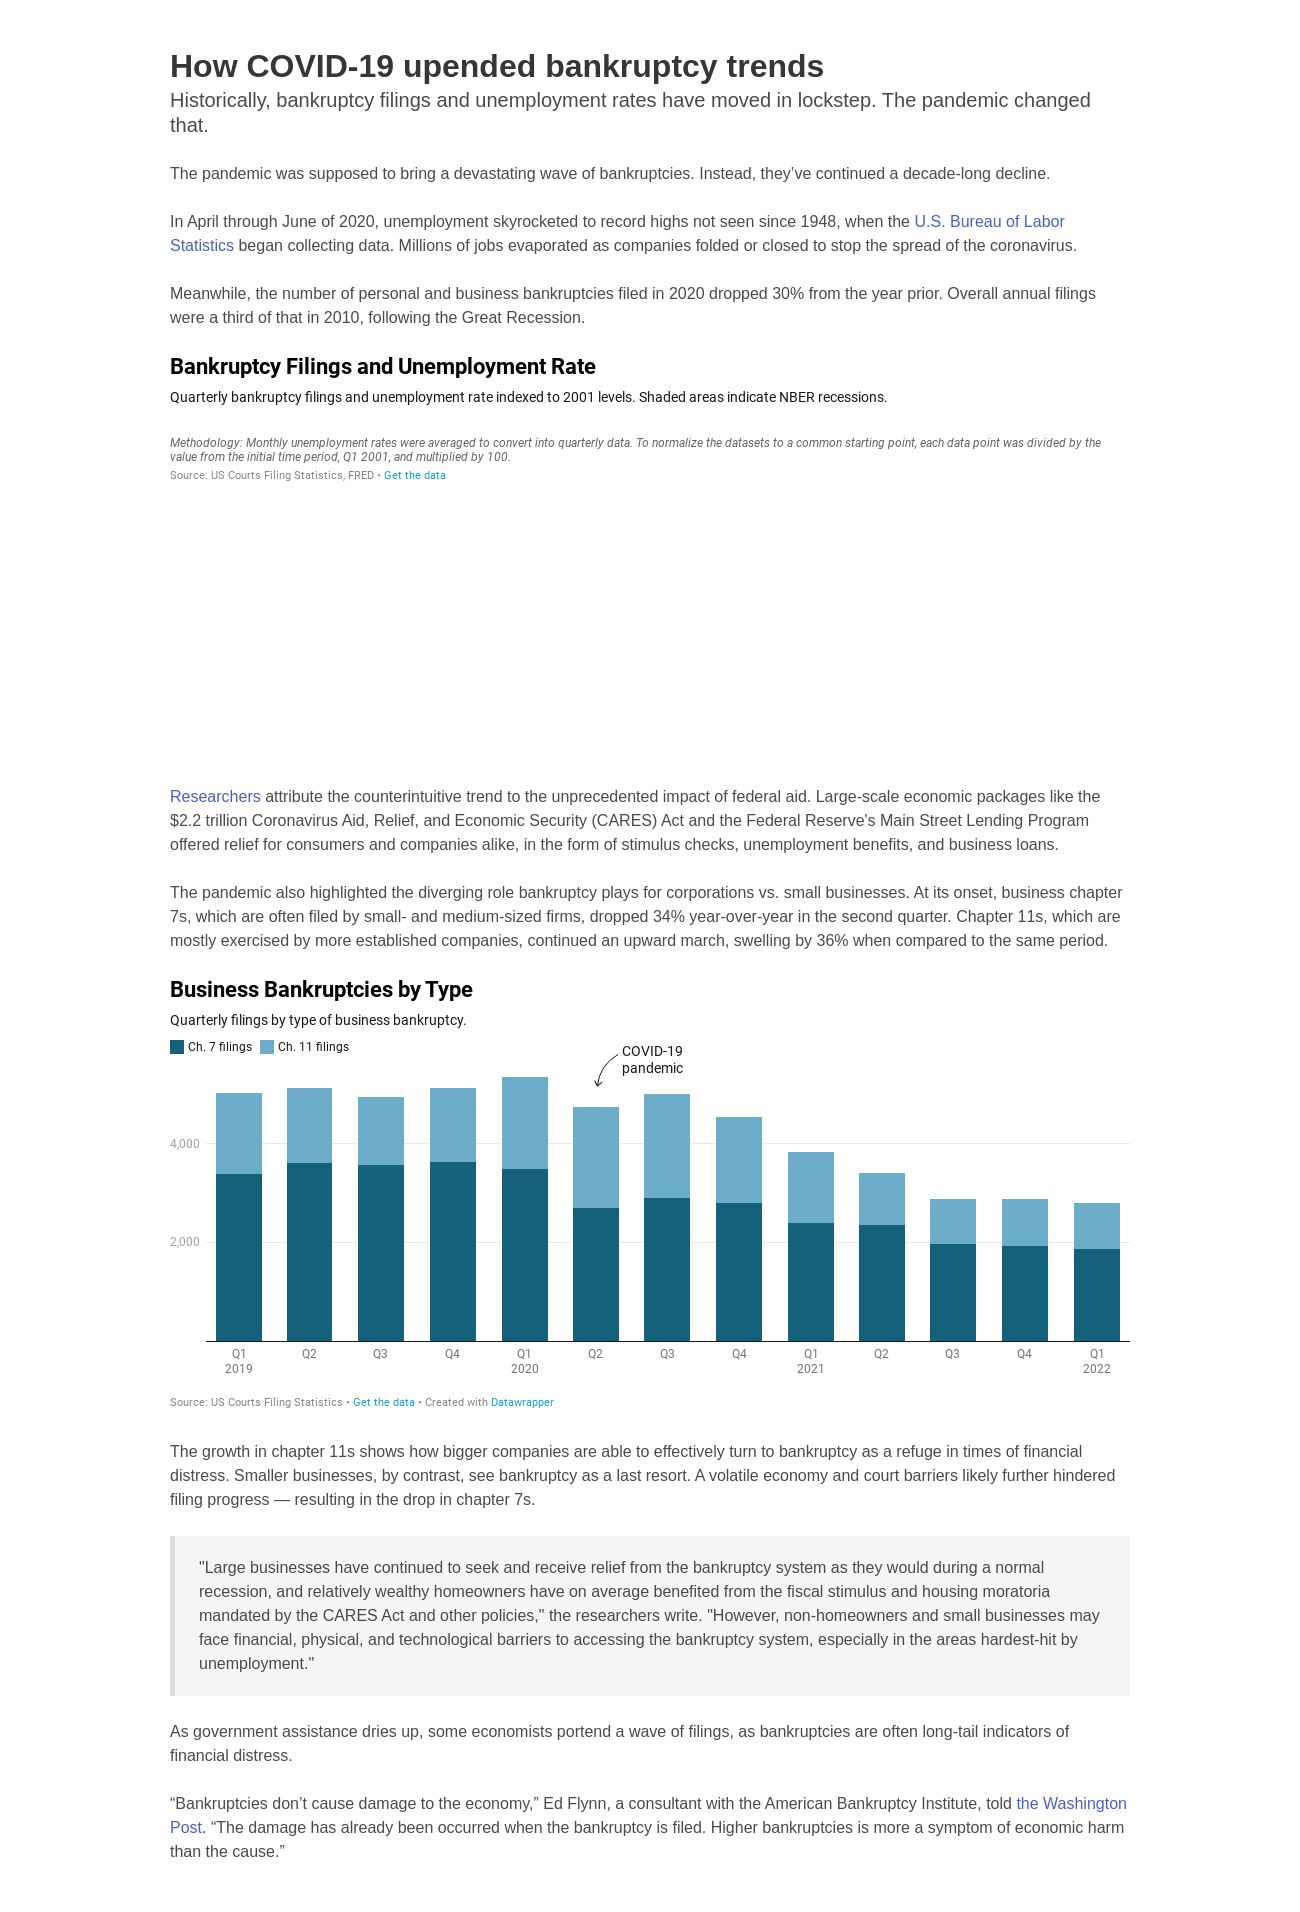 How COVID-19 upended bankruptcy trends
Historically, bankruptcy filings and unemployment rates have moved in lockstep. The pandemic changed
that.
The pandemic was supposed to bring a devastating wave of bankruptcies. Instead, they’ve continued a decade-long decline.
In April through June of 2020, unemployment skyrocketed to record highs not seen since 1948, when the U.S. Bureau of Labor
Statistics began collecting data. Millions of jobs evaporated as companies folded or closed to stop the spread of the coronavirus.
Meanwhile, the number of personal and business bankruptcies filed in 2020 dropped 30% from the year prior. Overall annual filings
were a third of that in 2010, following the Great Recession.
Bankruptcy Filings and Unemployment Rate
Quarterly bankruptcy filings and unemployment rate indexed to 2001 levels. Shaded areas indicate NBER recessions.
Methodology: Monthly unemployment rates were averaged to convert into quarterly data. To normalize the datasets to a common starting point, each data point was divided by the
value from the initial time period, Q1 2001, and multiplied by 100.
Source: US Courts Filing Statistics, FRED • Get the data
Researchers attribute the counterintuitive trend to the unprecedented impact of federal aid. Large-scale economic packages like the
$2.2 trillion Coronavirus Aid, Relief, and Economic Security (CARES) Act and the Federal Reserve's Main Street Lending Program
offered relief for consumers and companies alike, in the form of stimulus checks, unemployment benefits, and business loans.
The pandemic also highlighted the diverging role bankruptcy plays for corporations vs. small businesses. At its onset, business chapter
7s, which are often filed by small- and medium-sized firms, dropped 34% year-over-year in the second quarter. Chapter 11s, which are
mostly exercised by more established companies, continued an upward march, swelling by 36% when compared to the same period.
Business Bankruptcies by Type
Quarterly filings by type of business bankruptcy.
Ch. 7 filings Ch. 11 filings
COVID-19
pandemic
4,000
2,000
Q1 Q2 Q3 Q4 Q1 Q2 Q3 Q4 Q1 Q2 Q3 Q4 Q1
2019 2020 2021 2022
Source: US Courts Filing Statistics • Get the data • Created with Datawrapper
The growth in chapter 11s shows how bigger companies are able to effectively turn to bankruptcy as a refuge in times of financial
distress. Smaller businesses, by contrast, see bankruptcy as a last resort. A volatile economy and court barriers likely further hindered
filing progress — resulting in the drop in chapter 7s.
"Large businesses have continued to seek and receive relief from the bankruptcy system as they would during a normal
recession, and relatively wealthy homeowners have on average benefited from the fiscal stimulus and housing moratoria
mandated by the CARES Act and other policies," the researchers write. "However, non-homeowners and small businesses may
face financial, physical, and technological barriers to accessing the bankruptcy system, especially in the areas hardest-hit by
unemployment."
As government assistance dries up, some economists portend a wave of filings, as bankruptcies are often long-tail indicators of
financial distress.
“Bankruptcies don’t cause damage to the economy,” Ed Flynn, a consultant with the American Bankruptcy Institute, told the Washington
Post. “The damage has already been occurred when the bankruptcy is filed. Higher bankruptcies is more a symptom of economic harm
than the cause.”